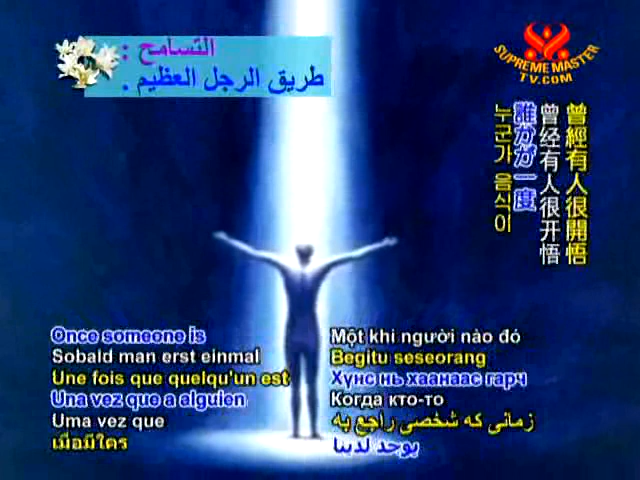 التسامح :
طريق الرجل العظيم .
SUPREME MASTER
TV.COM
曾經有人很開悟
曾经有人很开悟
誰かが一度
누군가 음식이
Once someone is
Sobald man erst einmal
Une fois que quelqu'un est
Una vez que a alguien
Uma vez que
เมื่อมีใคร
Một khi người nào đó
Begitu seseorang
Хүнс нь хаанаас гарч
Когда кто-то
زمانی که شخصی راجع به
يوجد لدينا